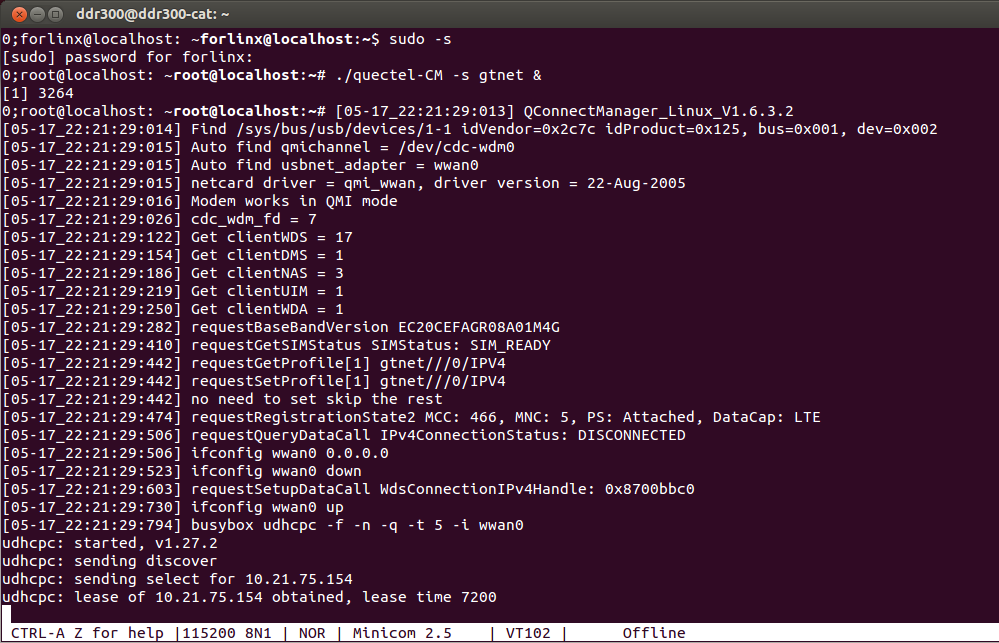 ddr300@ddr300-cat: ~
0;forlinx@localhost: ~forlinx@localhost:~$ sudo -s
[sudo] password for forlinx:
0;root@localhost: ~root@localhost:~# ./quectel-CM -s gtnet &
[1] 3264
0;root@localhost: ~root@localhost:~# [05-17_22:21:29:013] QConnectManager_Linux_V1.6.3.2
[05-17_22:21:29:014] Find /sys/bus/usb/devices/1-1 idVendor=0x2c7c idProduct=0x125, bus=0x001, dev=0x002
[05-17_22:21:29:015] Auto find qmichannel = /dev/cdc-wdm0
[05-17_22:21:29:015] Auto find usbnet_adapter = wwan0
[05-17_22:21:29:015] netcard driver = qmi_wwan, driver version = 22-Aug-2005
[05-17_22:21:29:016] Modem works in QMI mode
[05-17_22:21:29:026] cdc_wdm_fd = 7
[05-17_22:21:29:122] Get clientWDS = 17
[05-17_22:21:29:154] Get clientDMS = 1
[05-17_22:21:29:186] Get clientNAS = 3
[05-17_22:21:29:219] Get clientUIM = 1
[05-17_22:21:29:250] Get clientWDA = 1
[05-17_22:21:29:282] requestBaseBandVersion EC20CEFAGR08A01M4G
[05-17_22:21:29:410] requestGetSIMStatus SIMStatus: SIM_READY
[05-17_22:21:29:442] requestGetProfile[1] gtnet///0/IPV4
[05-17_22:21:29:442] requestSetProfile[1] gtnet///0/IPV4
[05-17_22:21:29:442] no need to set skip the rest
[05-17_22:21:29:474] requestRegistrationState2 MCC: 466, MNC: 5, PS: Attached, DataCap: LTE
[05-17_22:21:29:506] requestQueryDataCall IPv4ConnectionStatus: DISCONNECTED
[05-17_22:21:29:506] ifconfig wwan0 0.0.0.0
[05-17_22:21:29:523] ifconfig wwan0 down
[05-17_22:21:29:603] requestSetupDataCall WdsConnectionIPv4Handle: 0x8700bbc0
[05-17_22:21:29:730] ifconfig wwan0 up
[05-17_22:21:29:794] busybox udhcpc -f -n -q -t 5 -i wwan0
udhcpc: started, v1.27.2
udhcpc: sending discover
udhcpc: sending select for 10.21.75.154
udhcpc: lease of 10.21.75.154 obtained, lease time 7200
CTRL-A Z for help |115200 8N1 | NOR | Minicom 2.5 | VT102 | Offline